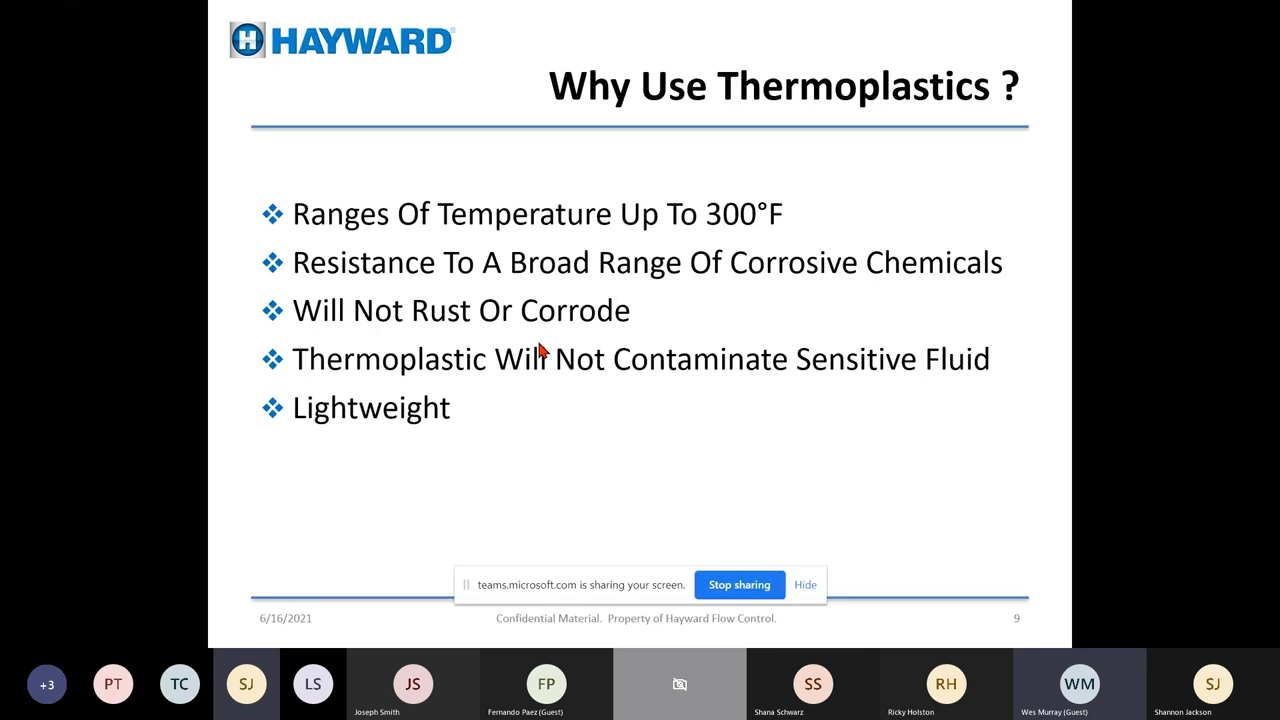 H HAYWARD®
Why Use Thermoplastics ?
Ranges Of Temperature Up To 300°F
Resistance To A Broad Range Of Corrosive Chemicals
Will Not Rust Or Corrode
Thermoplastic Will Not Contaminate Sensitive Fluid
Lightweight
teams.microsoft.com is sharing your screen. Stop sharing Hide
6/16/2021 Confidential Material. Property of Hayward Flow Control. 9
+3 PT TC SJ LS JS FP SS RH WM SJ
Joseph Smith Fernando Paez (Guest) Shana Schwarz Ricky Holston Wes Murray (Guest) Shannon Jackson